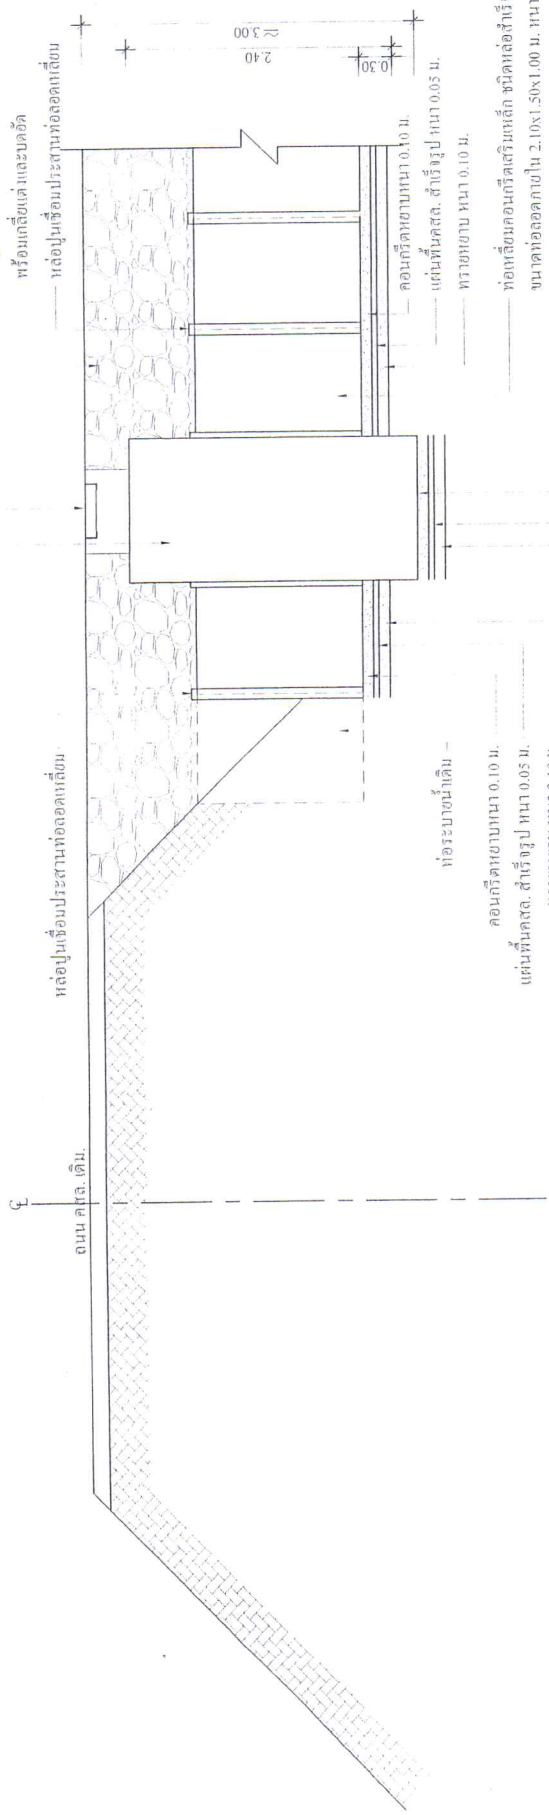 พร้อมเกลี่ยแต่งและบดอัด
หล่อปูนเชื่อมประสานท่อลอดเหลี่ยม
หล่อปูนเชื่อมประสานท่อลอดเหลี่ยม
ถนน คสล. เดิม.
≈ 3.00
2.40
0.30
คอนกรีตหยาบหนา 0.10 ม.
แผ่นพื้นคสล. สำเร็จรูป หนา 0.05 ม.
ทรายหยาบ หนา 0.10 ม.
ท่อเหลี่ยมคอนกรีตเสริมเหล็ก ชนิดหล่อสำเร็จ
ขนาดท่อลอดภายใน 2.10x1.50x1.00 ม. หนา
ท่อระบายน้ำเดิม
คอนกรีตหยาบหนา 0.10 ม.
แผ่นพื้นคสล. สำเร็จรูป หนา 0.05 ม.